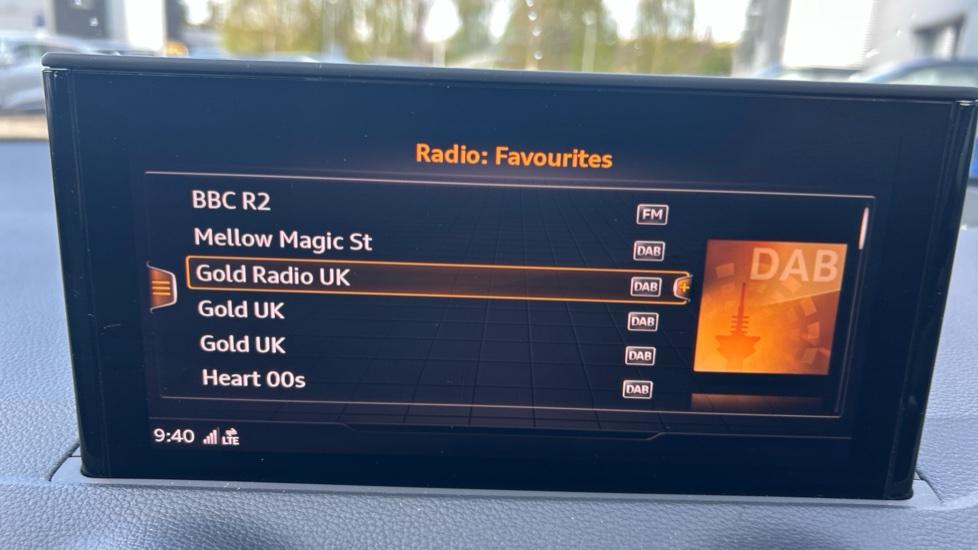 Radio: Favourites
BBC R2 FM
Mellow Magic St DAB
Gold Radio UK DAB
Gold UK DAB
Gold UK DAB
Heart 00s DAB
DAB
9:40 LTE